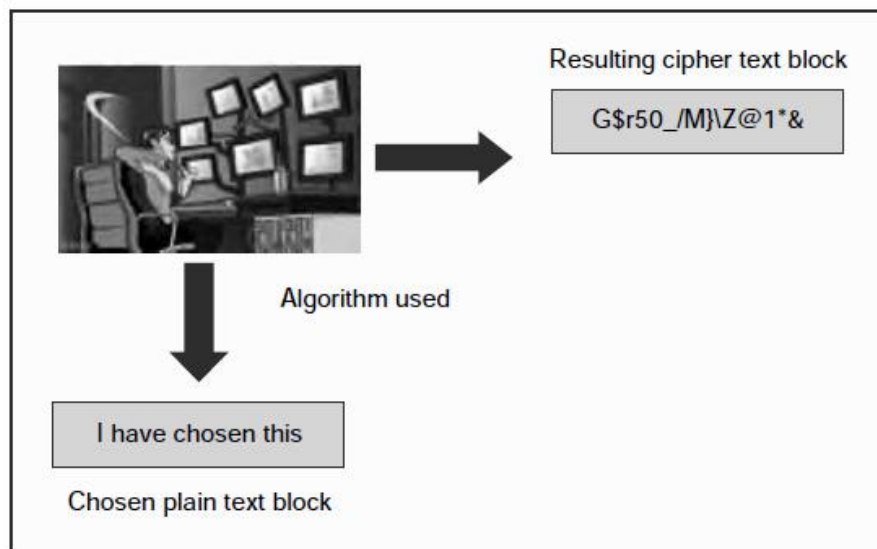 Resulting cipher text block
G$r50_/M}\Z@1*&
Algorithm used
I have chosen this
Chosen plain text block